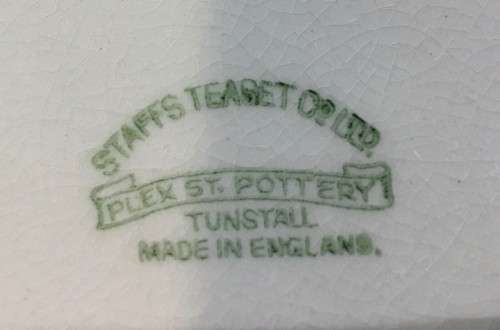 STAFFS TEASET CO LTD.
PLEX ST. POTTERY
TUNSTALL
MADE IN ENGLAND.